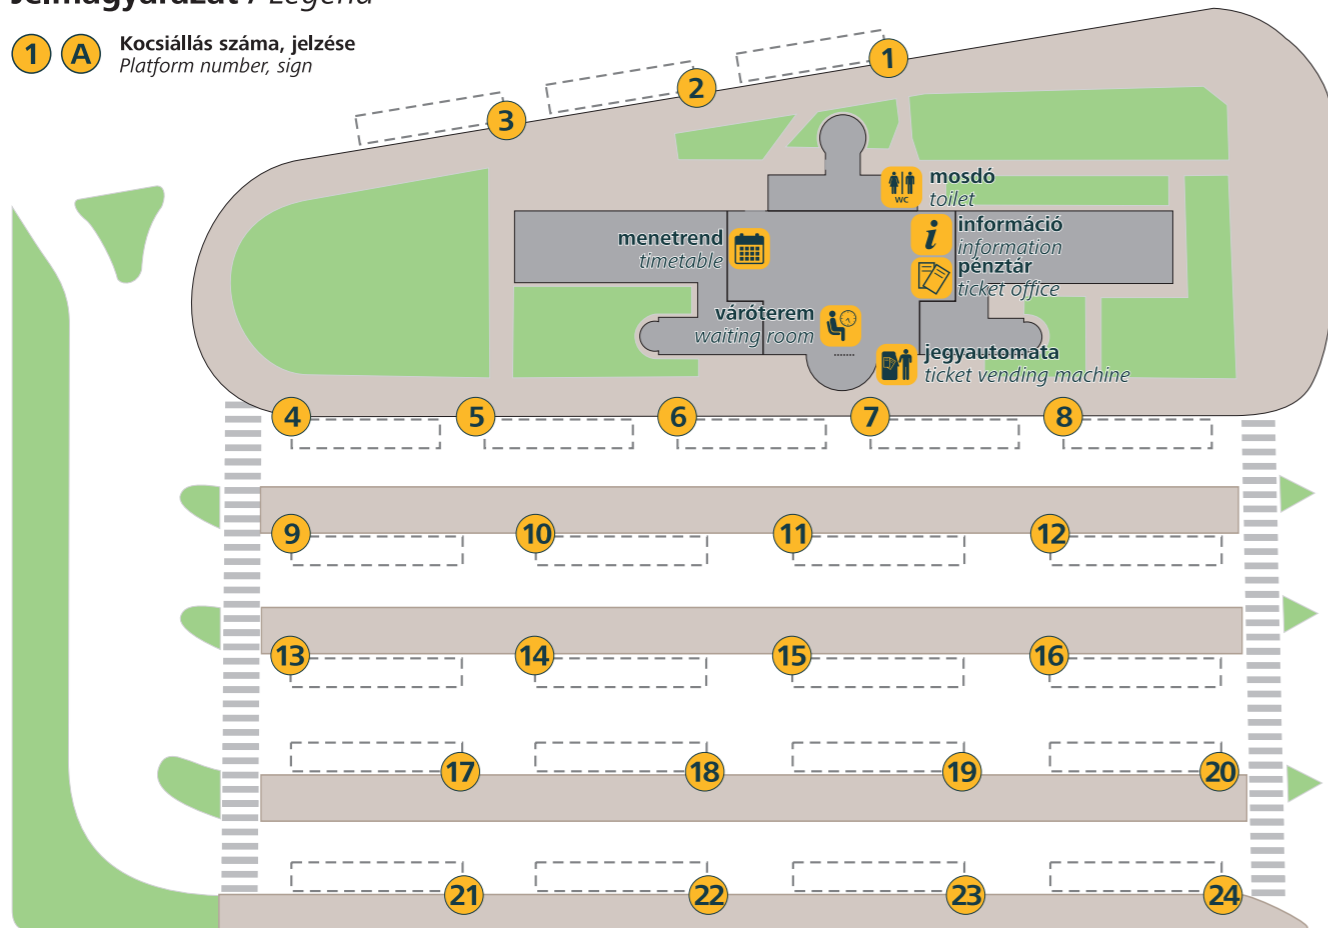 Jelmagyarázat / Legend
1 A Kocsiállás száma, jelzése
Platform number, sign
1
2
3
mosdó
toilet
WC
információ
information
menetrend
timetable
pénztár
ticket office
váróterem
waiting room
jegyautomata
ticket vending machine
4 5 6 7 8
9 10 11 12
13 14 15 16
17 18 19 20
21 22 23 24